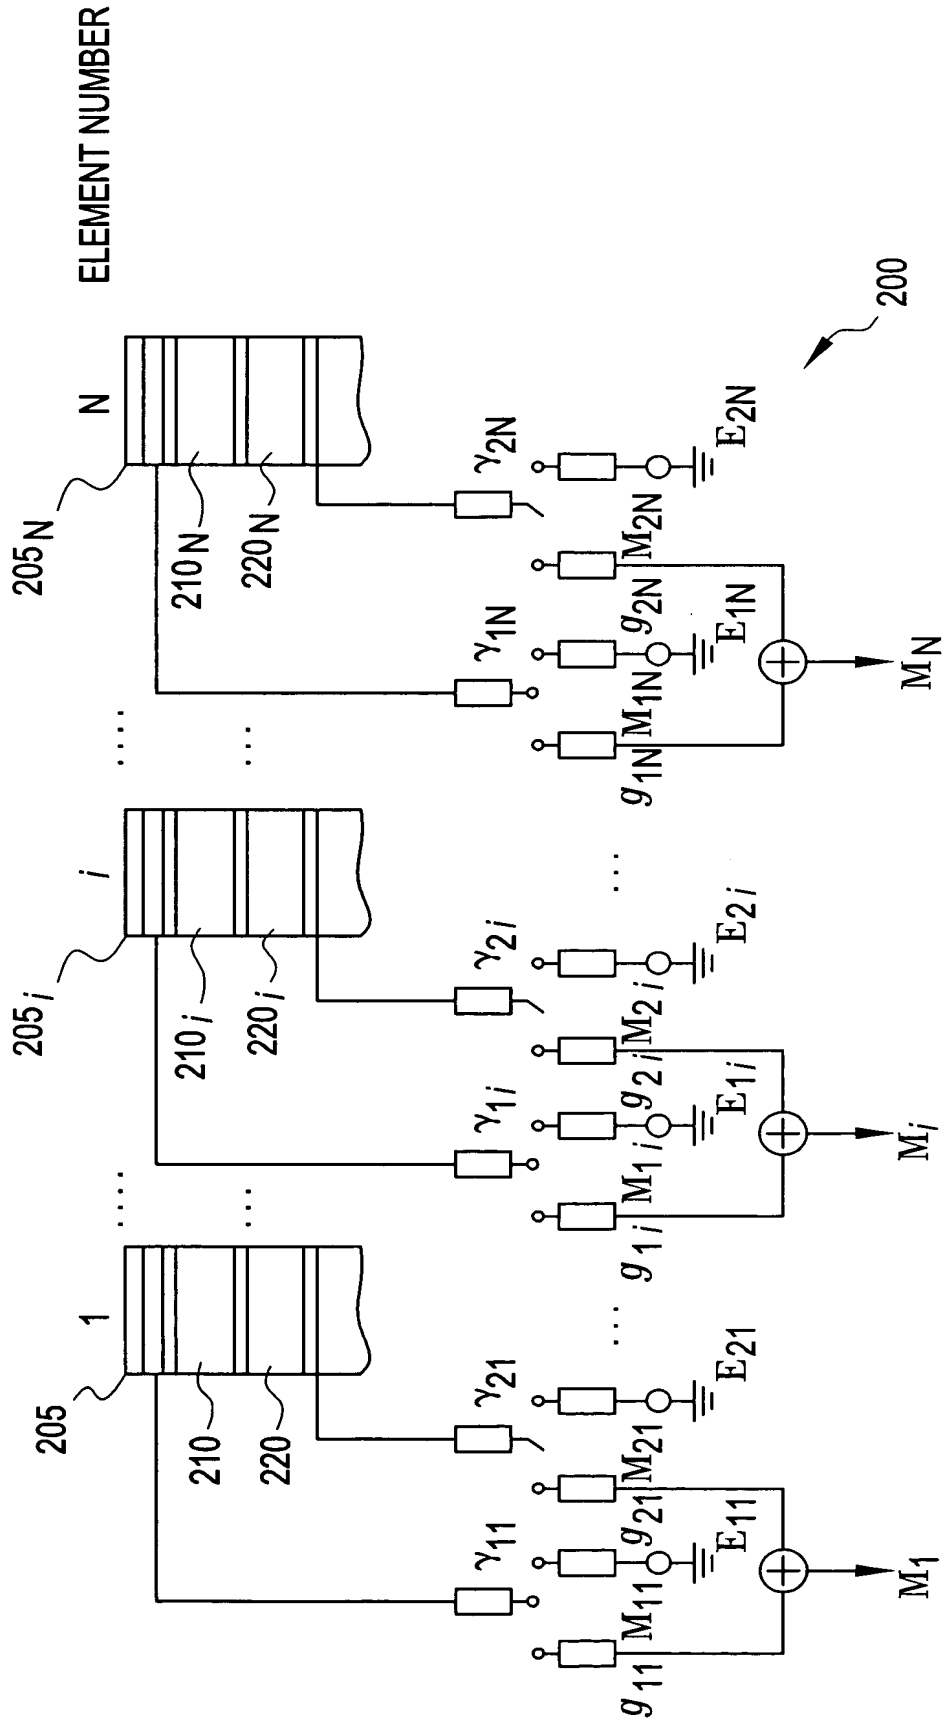 ELEMENT NUMBER
1
i
N
205
205i
205N
210
220
210i
220i
210N
220N
....
....
...
...
γ11
γ21
γ1i
γ2i
γ1N
γ2N
g11
M11
g21
M21
g1i
M1i
g2i
M2i
g1N
M1N
g2N
M2N
...
...
E11
E21
E1i
E2i
E1N
E2N
M1
Mi
MN
200